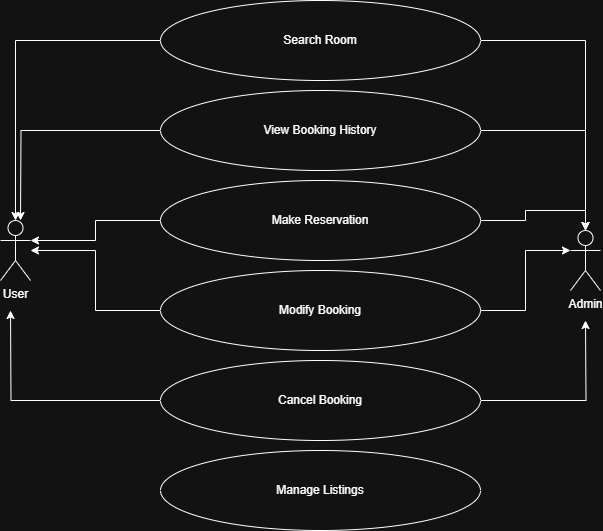 Search Room
View Booking History
Make Reservation
User
Modify Booking
Admin
Cancel Booking
Manage Listings